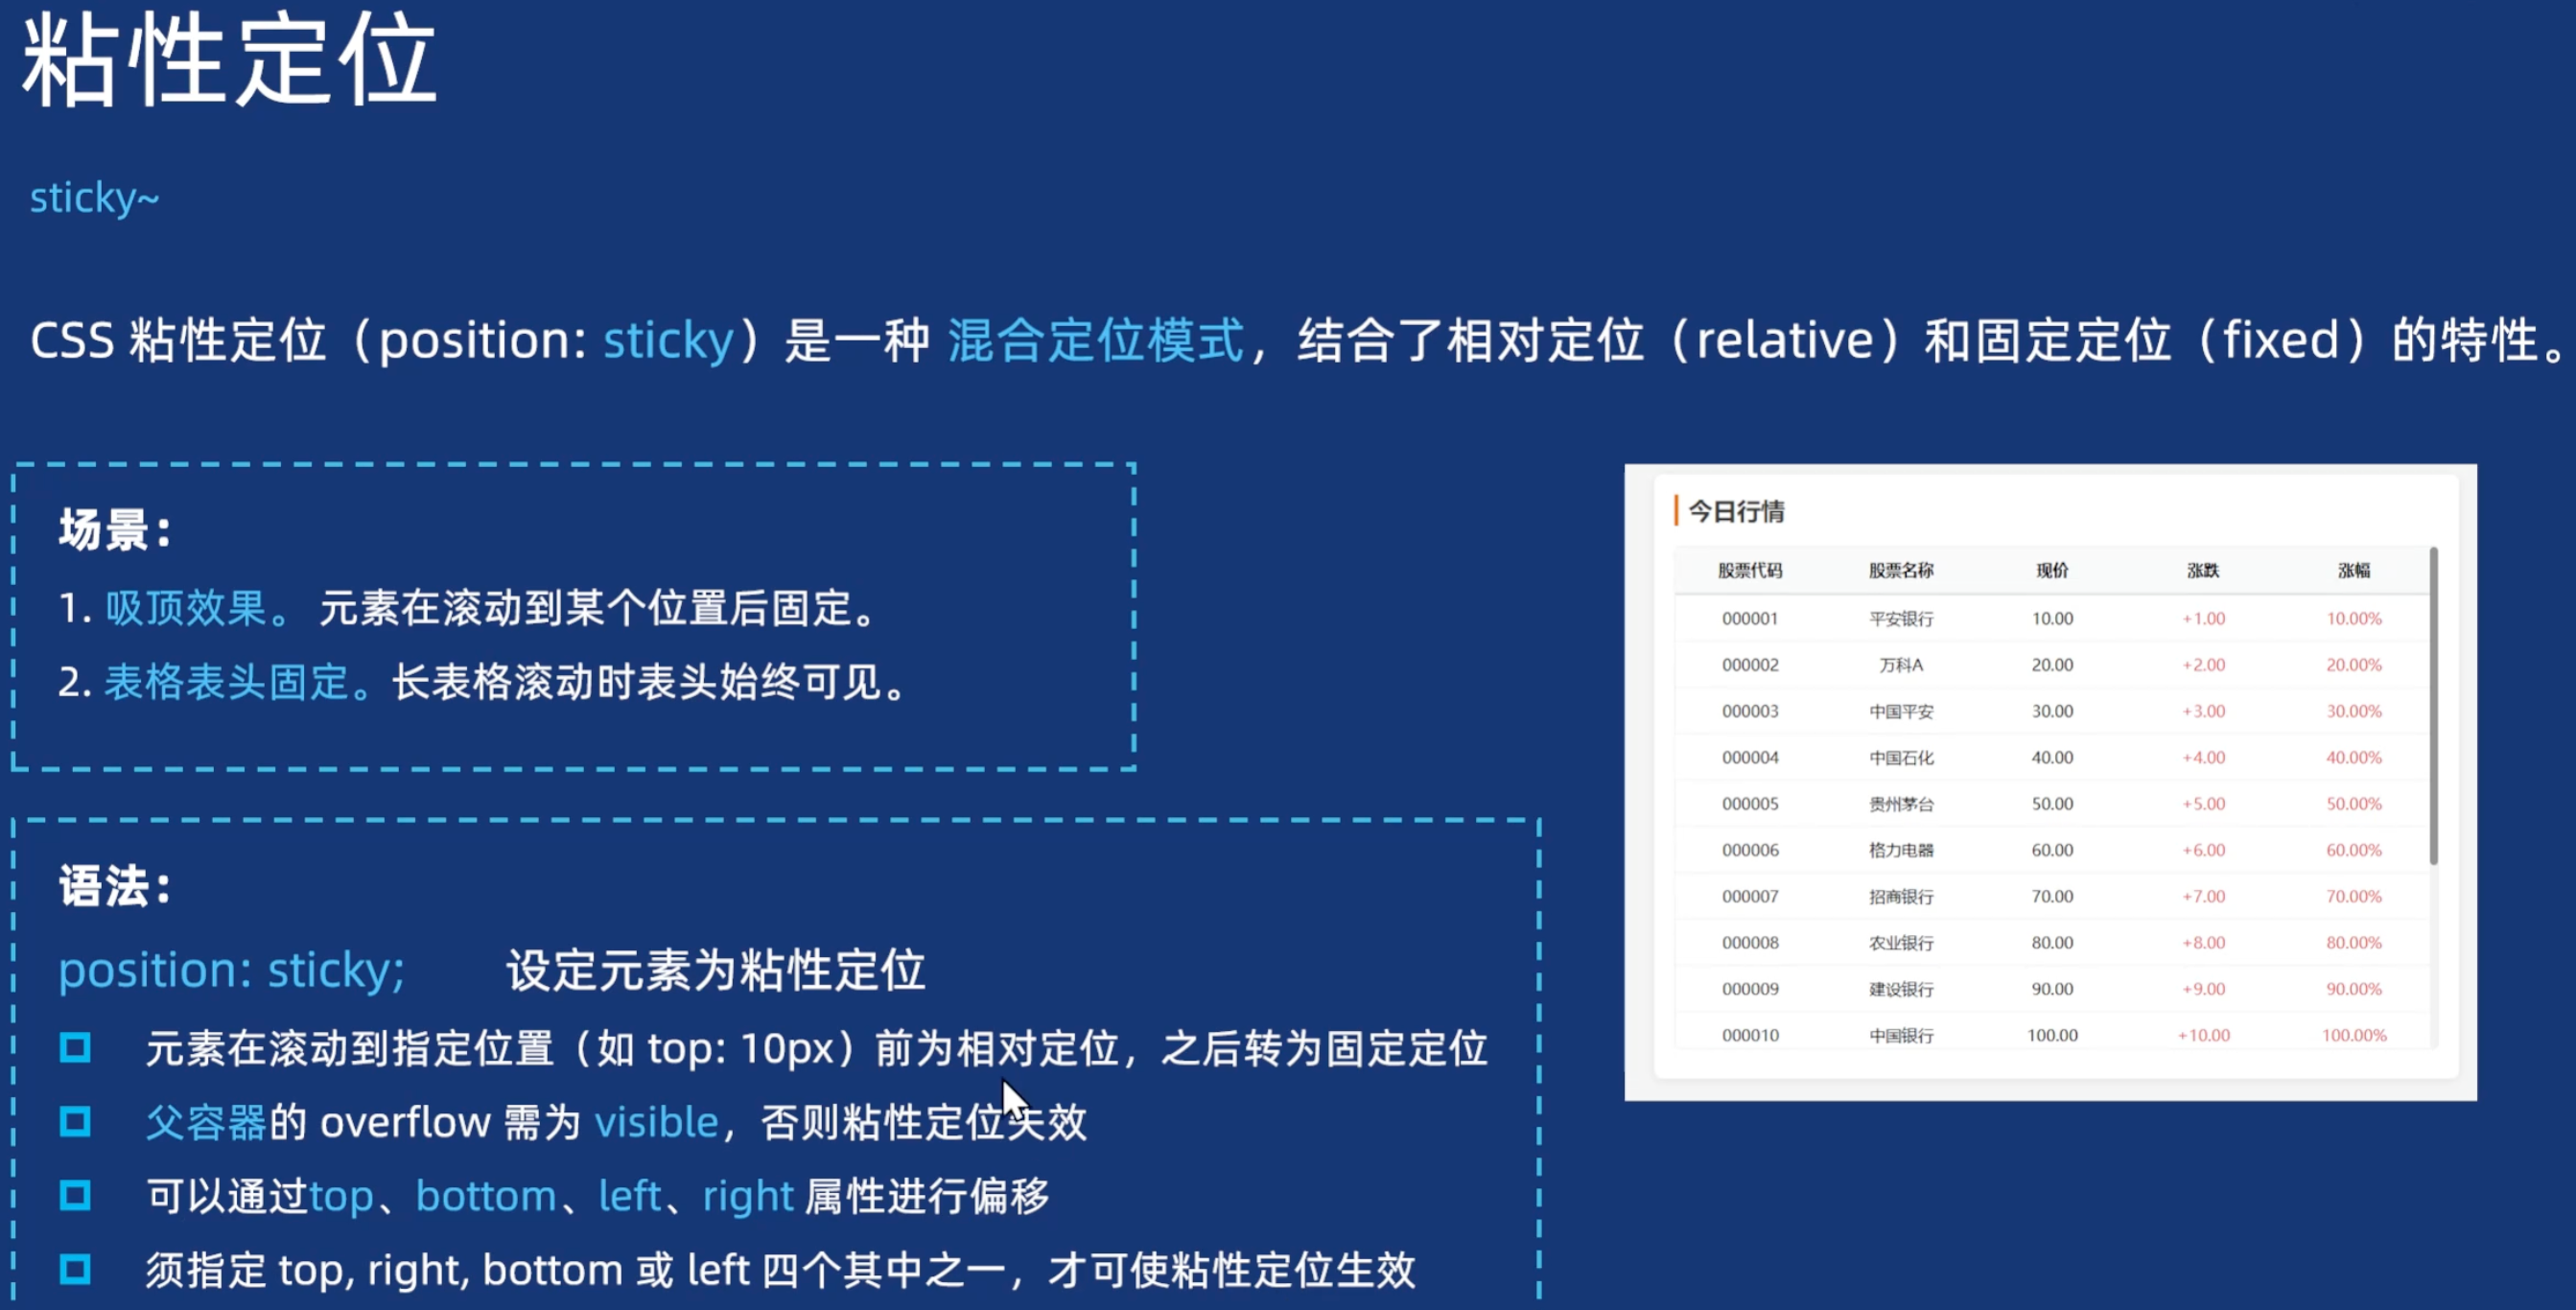 粘性定位
sticky~
CSS 粘性定位（position: sticky）是一种 混合定位模式，结合了相对定位（relative）和固定定位（fixed）的特性。
场景：
1. 吸顶效果。 元素在滚动到某个位置后固定。
2. 表格表头固定。长表格滚动时表头始终可见。
语法：
position: sticky; 设定元素为粘性定位
元素在滚动到指定位置（如 top: 10px）前为相对定位，之后转为固定定位
父容器的 overflow 需为 visible，否则粘性定位失效
可以通过top、bottom、left、right 属性进行偏移
须指定 top, right, bottom 或 left 四个其中之一，才可使粘性定位生效
今日行情
股票代码 股票名称 现价 涨跌 涨幅
000001 平安银行 10.00 +1.00 10.00%
000002 万科A 20.00 +2.00 20.00%
000003 中国平安 30.00 +3.00 30.00%
000004 中国石化 40.00 +4.00 40.00%
000005 贵州茅台 50.00 +5.00 50.00%
000006 格力电器 60.00 +6.00 60.00%
000007 招商银行 70.00 +7.00 70.00%
000008 农业银行 80.00 +8.00 80.00%
000009 建设银行 90.00 +9.00 90.00%
000010 中国银行 100.00 +10.00 100.00%